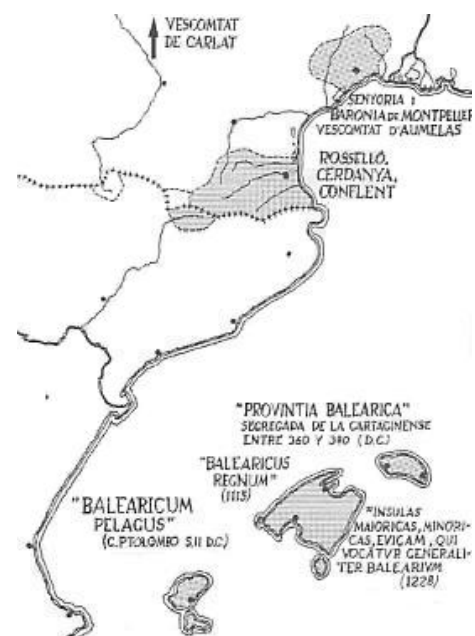 VESCOMTAT
DE CARLAT
SENYORIA I
BARONIA DE MONTPELLER
VESCOMTAT D'AUMELAS
ROSSELLÓ,
CERDANYA,
CONFLENT
"PROVINTIA BALEARICA"
SEGREGADA DE LA CARTAGINENSE
ENTRE 360 Y 390 (D.C.)
"BALEARICUS
REGNUM"
(1115)
"BALEARICUM
PELAGUS"
(C. PTOLOMEO S.II D.C.)
"INSULAS
MAIORICAS, MINORI-
CAS, EVIÇAM, QUI
VOCATVR GENERALI-
TER BALEARIVM
(1228)